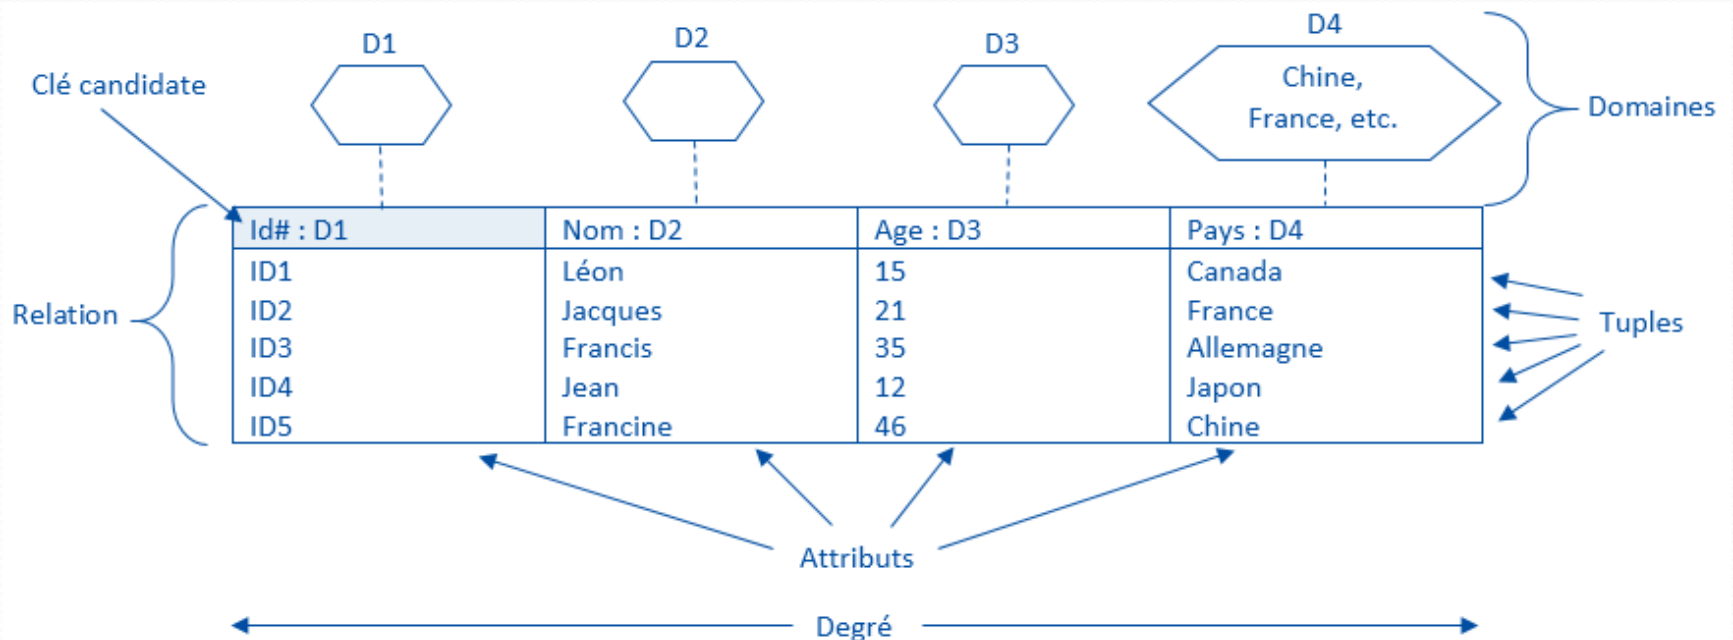 D1
D2
D3
D4
Clé candidate
Chine,
France, etc.
Domaines
Id# : D1
Nom : D2
Age : D3
Pays : D4
ID1
Léon
15
Canada
ID2
Jacques
21
France
Relation
Tuples
ID3
Francis
35
Allemagne
ID4
Jean
12
Japon
ID5
Francine
46
Chine
Attributs
Degré